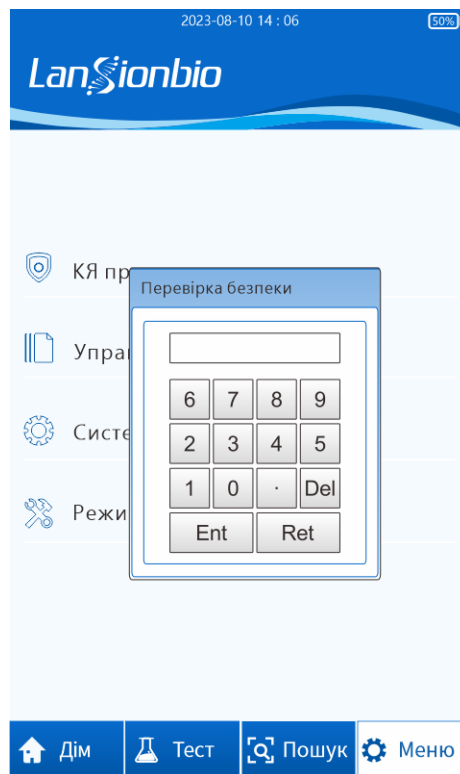 2023-08-10 14 : 06
50%
Lansionbio
КЯ пр
Перевірка безпеки
Упра
Систе
Режи
6 7 8 9
2 3 4 5
1 0 . Del
Ent Ret
Дім Тест Пошук Меню